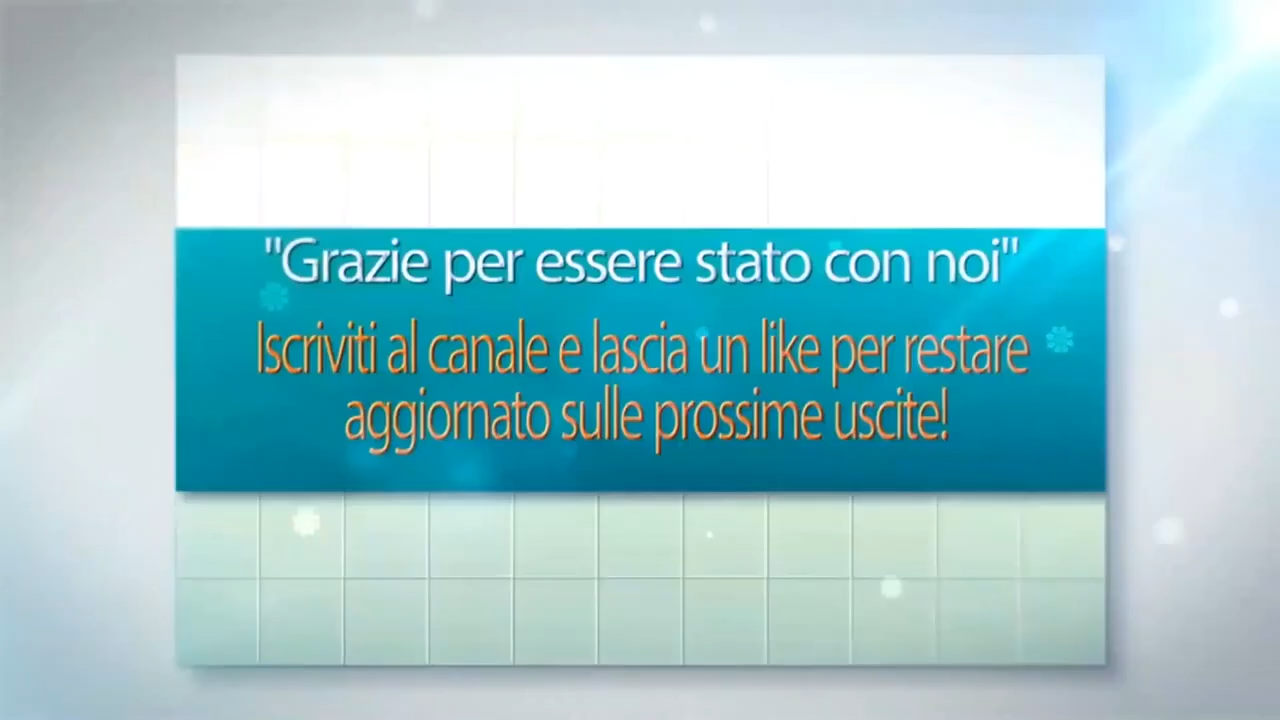 "Grazie per essere stato con noi"
Iscriviti al canale e lascia un like per restare
aggiornato sulle prossime uscite!